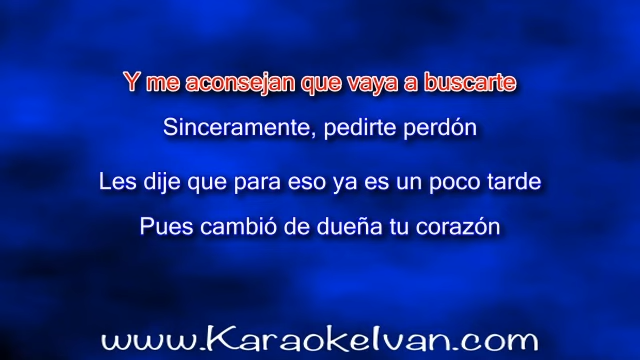 Y me aconsejan que vaya a buscarte
Sinceramente, pedirte perdón
Les dije que para eso ya es un poco tarde
Pues cambió de dueña tu corazón
www.KaraokeIvan.com